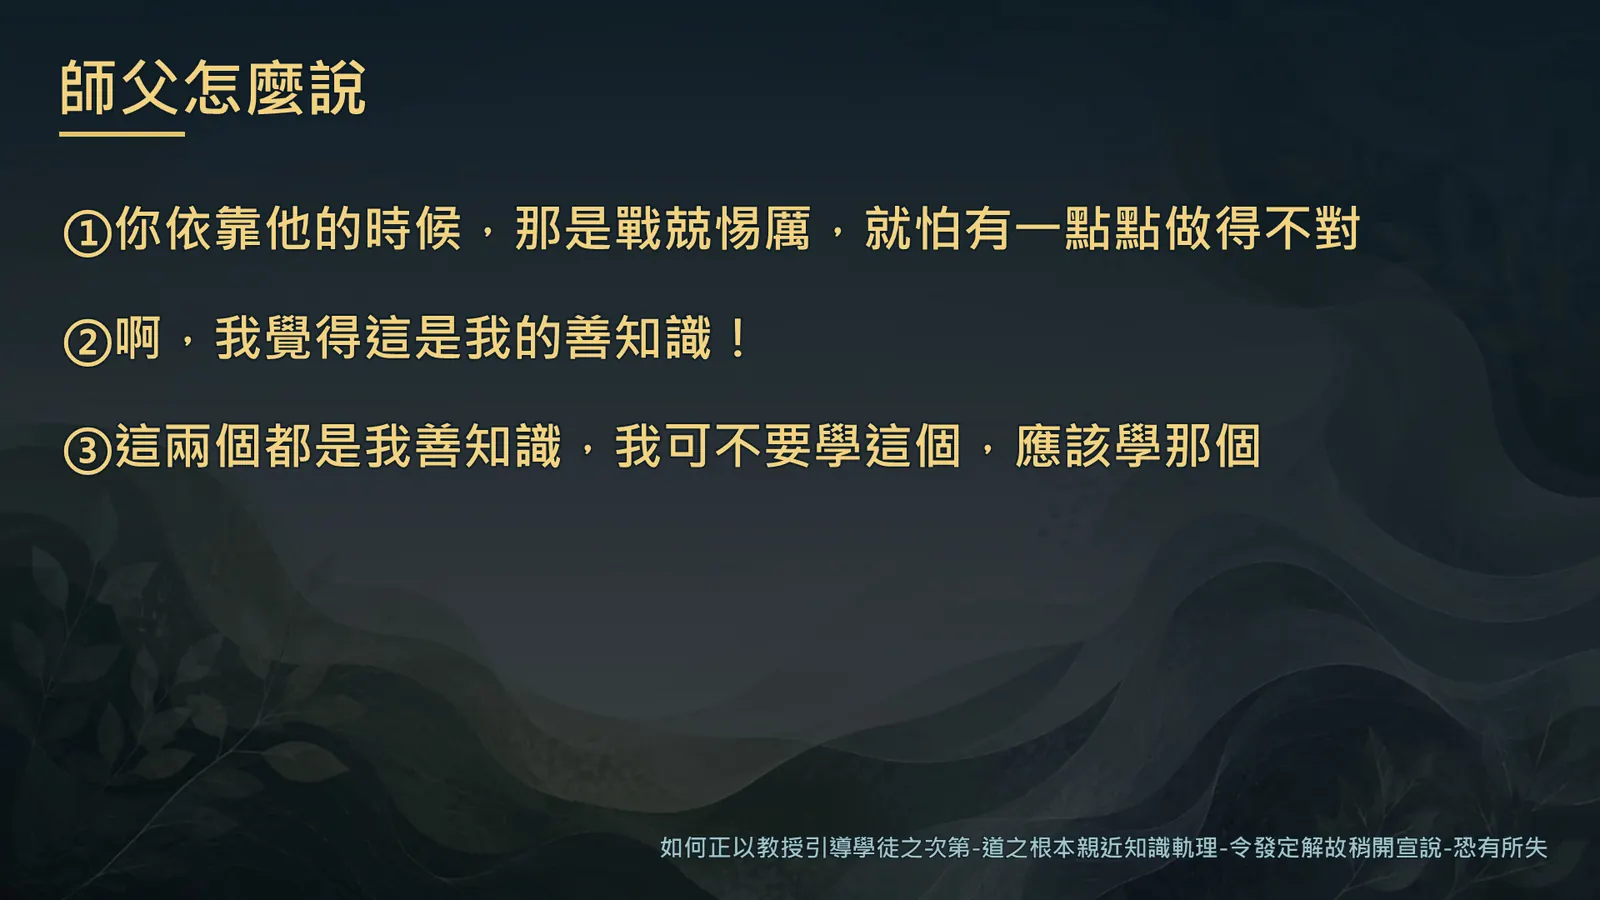 師父怎麼說
①你依靠他的時候，那是戰兢惕厲，就怕有一點點做得不對
②啊，我覺得這是我的善知識！
③這兩個都是我善知識，我可不要學這個，應該學那個
如何正以教授引導學徒之次第-道之根本親近知識軌理-令發定解故稍開宣說-恐有所失